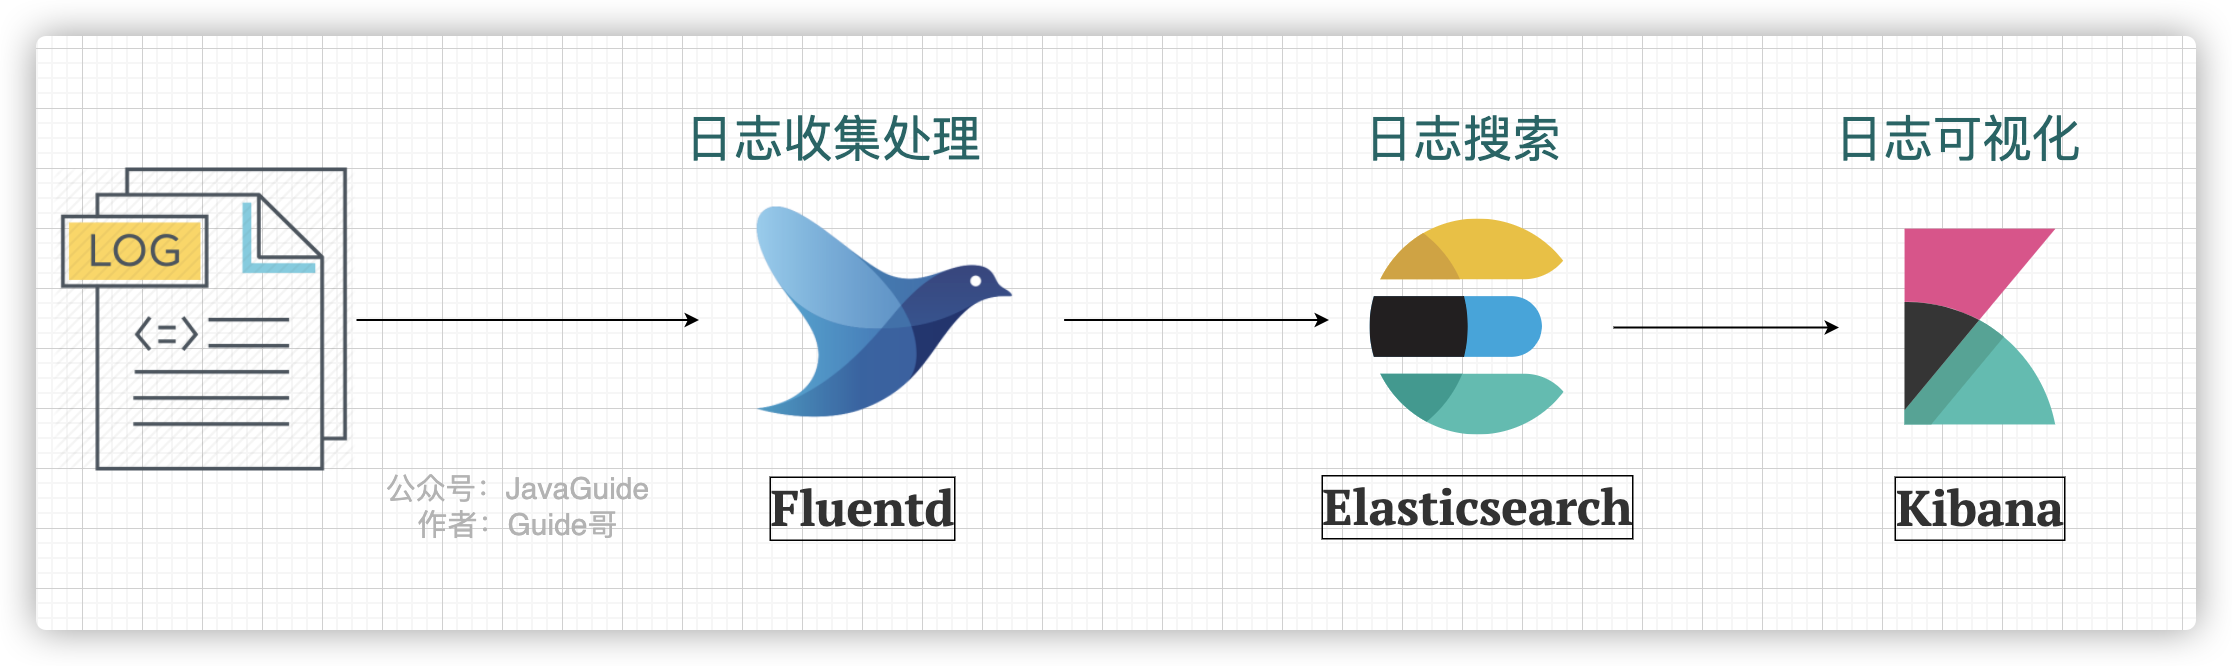 日志收集处理
日志搜索
日志可视化
LOG
<=>
公众号：JavaGuide
作者：Guide哥
Fluentd
Elasticsearch
Kibana